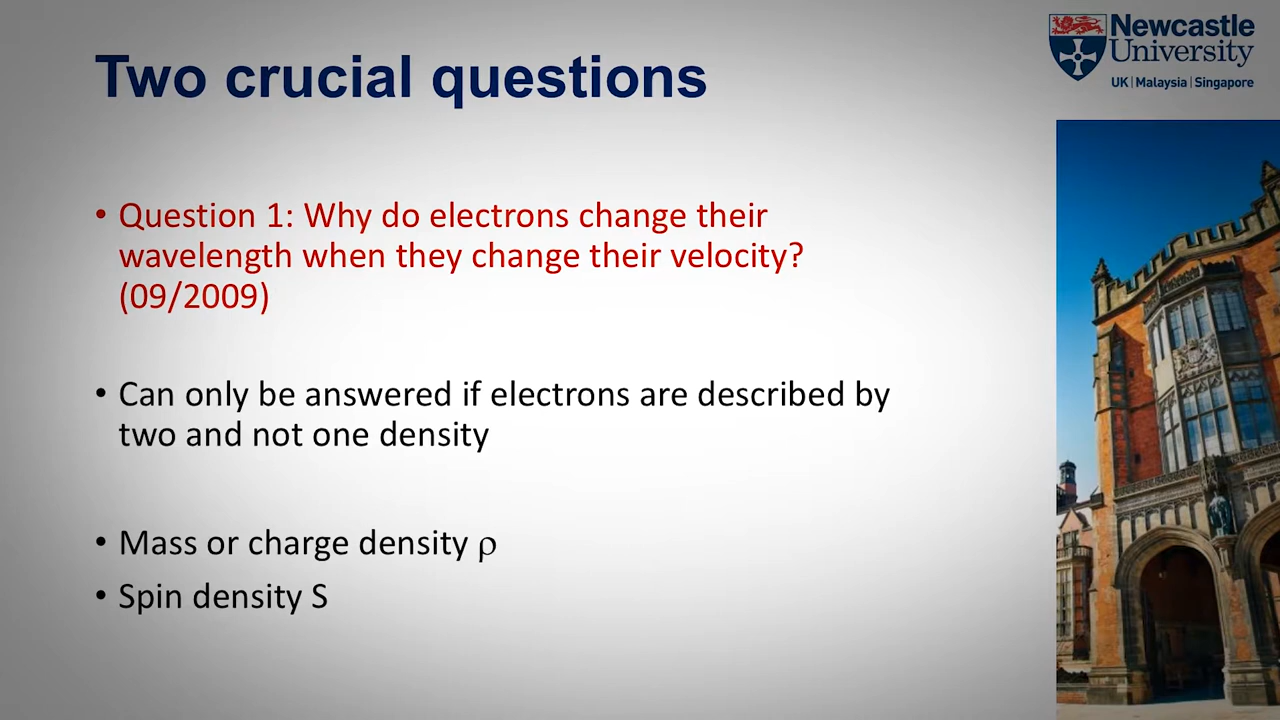 Newcastle
University
UK | Malaysia | Singapore
Two crucial questions
• Question 1: Why do electrons change their
wavelength when they change their velocity?
(09/2009)
• Can only be answered if electrons are described by
two and not one density
• Mass or charge density ρ
• Spin density S